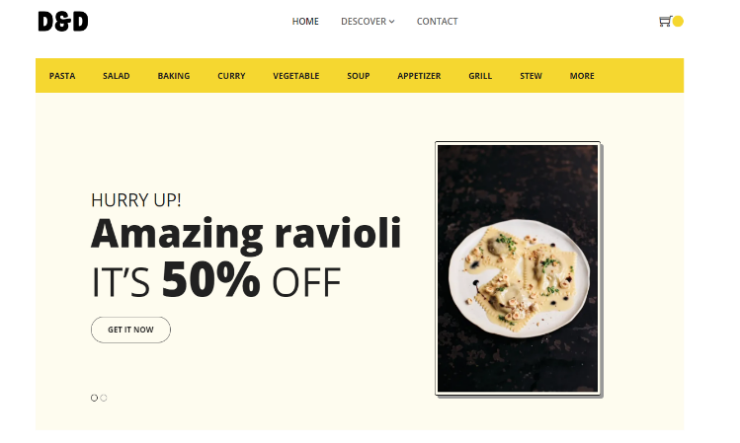 D&D
HOME DESCOVER CONTACT
PASTA SALAD BAKING CURRY VEGETABLE SOUP APPETIZER GRILL STEW MORE
HURRY UP!
Amazing ravioli
IT'S 50% OFF
GET IT NOW